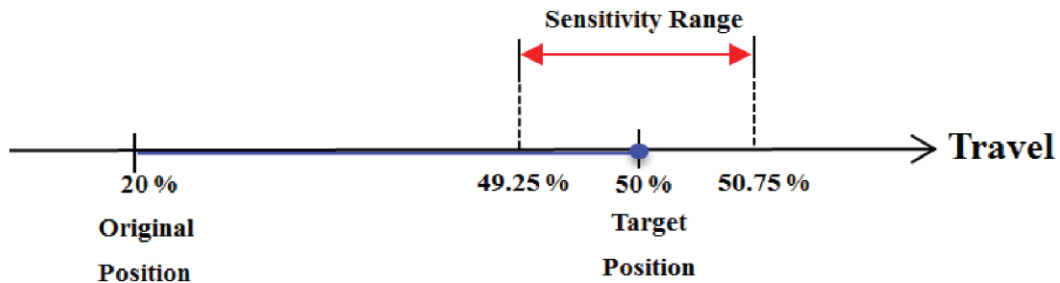 Sensitivity Range
Travel
20 % 49.25 % 50 % 50.75 %
Original Target
Position Position